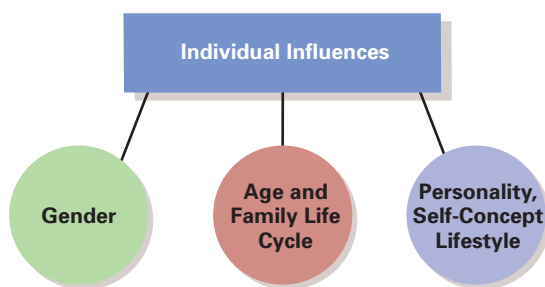 Individual Influences
Gender
Age and
Family Life
Cycle
Personality,
Self-Concept
Lifestyle